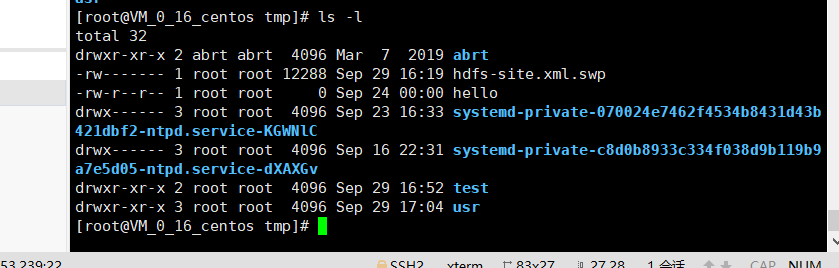 [root@VM_0_16_centos tmp]# ls -l
total 32
drwxr-xr-x 2 abrt abrt  4096 Mar  7  2019 abrt
-rw------- 1 root root 12288 Sep 29 16:19 hdfs-site.xml.swp
-rw-r--r-- 1 root root     0 Sep 24 00:00 hello
drwx------ 3 root root  4096 Sep 23 16:33 systemd-private-070024e7462f4534b8431d43b
421dbf2-ntpd.service-KGWNlC
drwx------ 3 root root  4096 Sep 16 22:31 systemd-private-c8d0b8933c334f038d9b119b9
a7e5d05-ntpd.service-dXAXGv
drwxr-xr-x 2 root root  4096 Sep 29 16:52 test
drwxr-xr-x 3 root root  4096 Sep 29 17:04 usr
[root@VM_0_16_centos tmp]#
53.239:22 SSH2 xterm 83x27 27,28 1 会话 CAP NUM